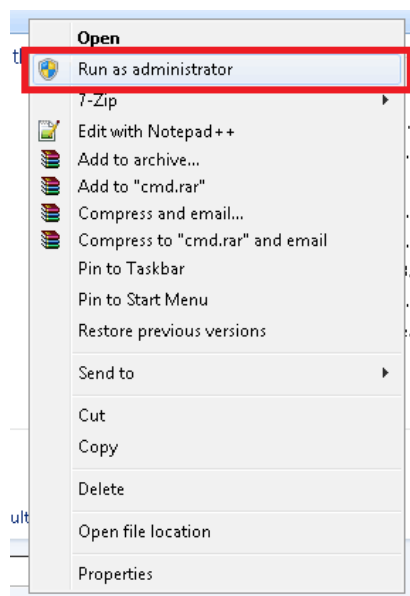 Open
Run as administrator
7-Zip
Edit with Notepad++
Add to archive...
Add to "cmd.rar"
Compress and email...
Compress to "cmd.rar" and email
Pin to Taskbar
Pin to Start Menu
Restore previous versions
Send to
Cut
Copy
Delete
ult
Open file location
Properties